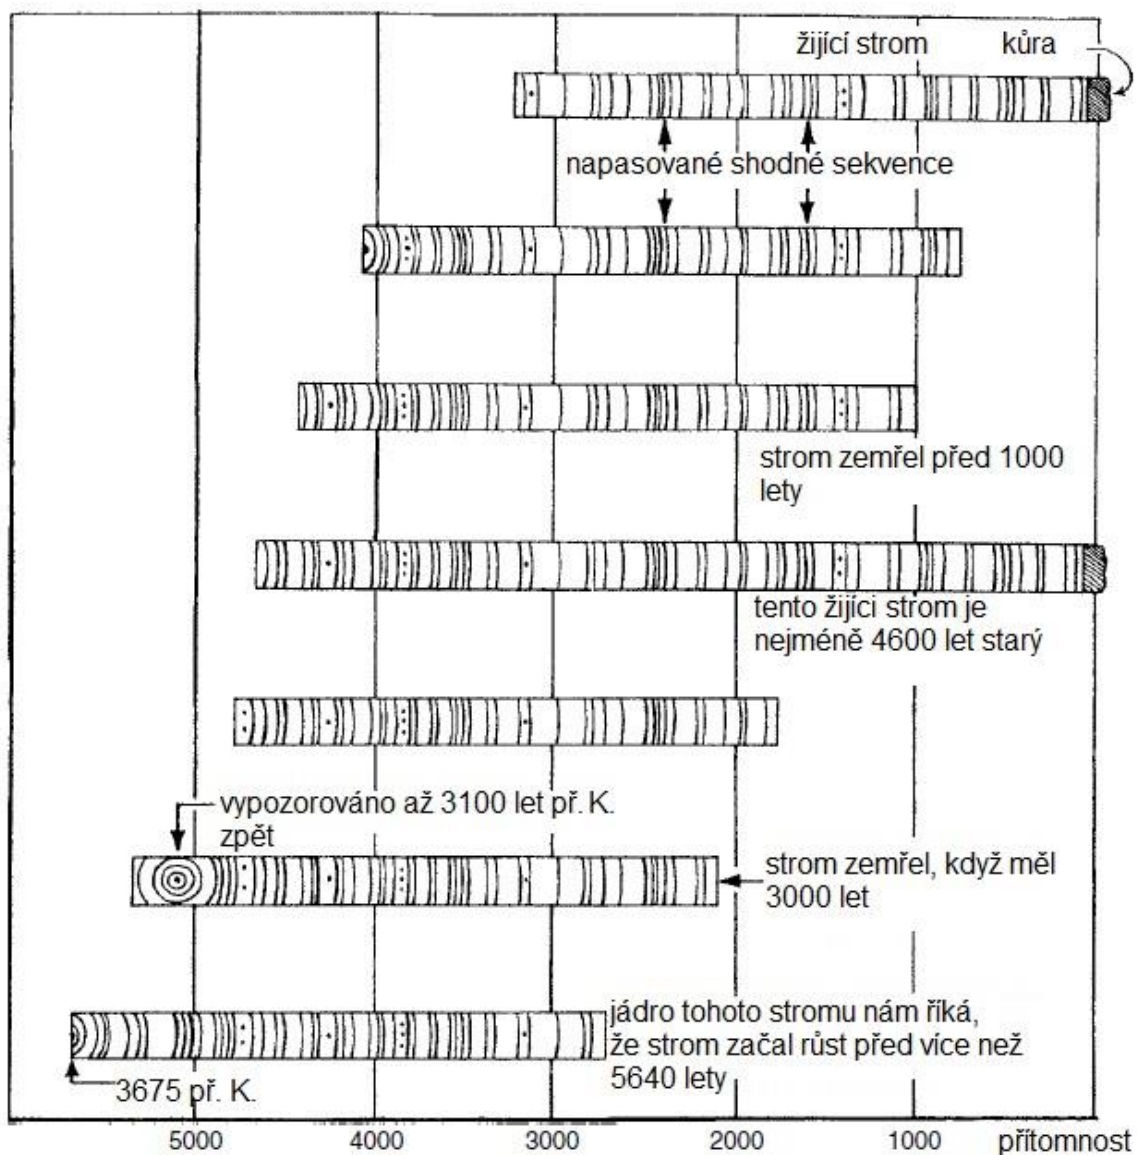 žijící strom kůra
napasované shodné sekvence
strom zemřel před 1000
lety
tento žijíci strom je
nejméně 4600 let starý
vypozorováno až 3100 let př. K.
zpět
strom zemřel, když měl
3000 let
jádro tohoto stromu nám říká,
že strom začal růst před více než
5640 lety
3675 př. K.
5000 4000 3000 2000 1000 přítomnost